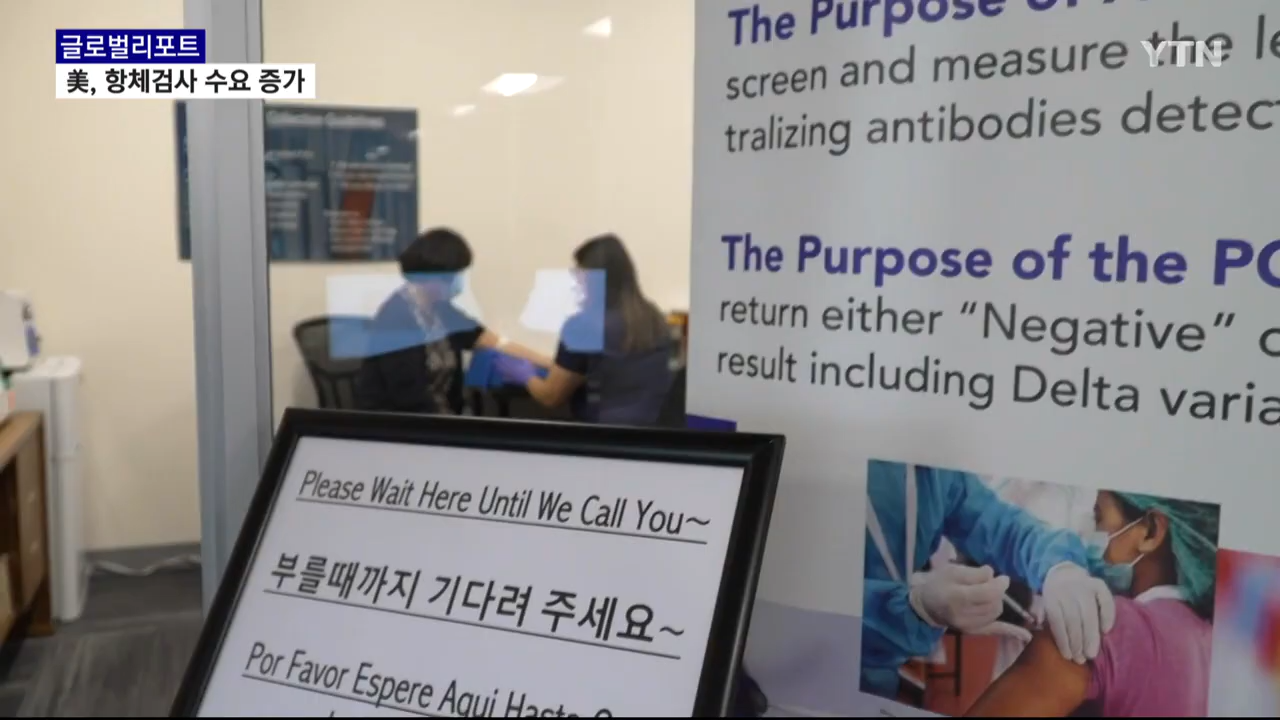 글로벌리포트
美, 항체검사 수요 증가
YTN
The Purpose of
screen and measure the
tralizing antibodies detec
The Purpose of the PC
return either “Negative”
result including Delta varia
Please Wait Here Until We Call You~
부를때까지 기다려 주세요~
Por Favor Espere Aqui Hasta